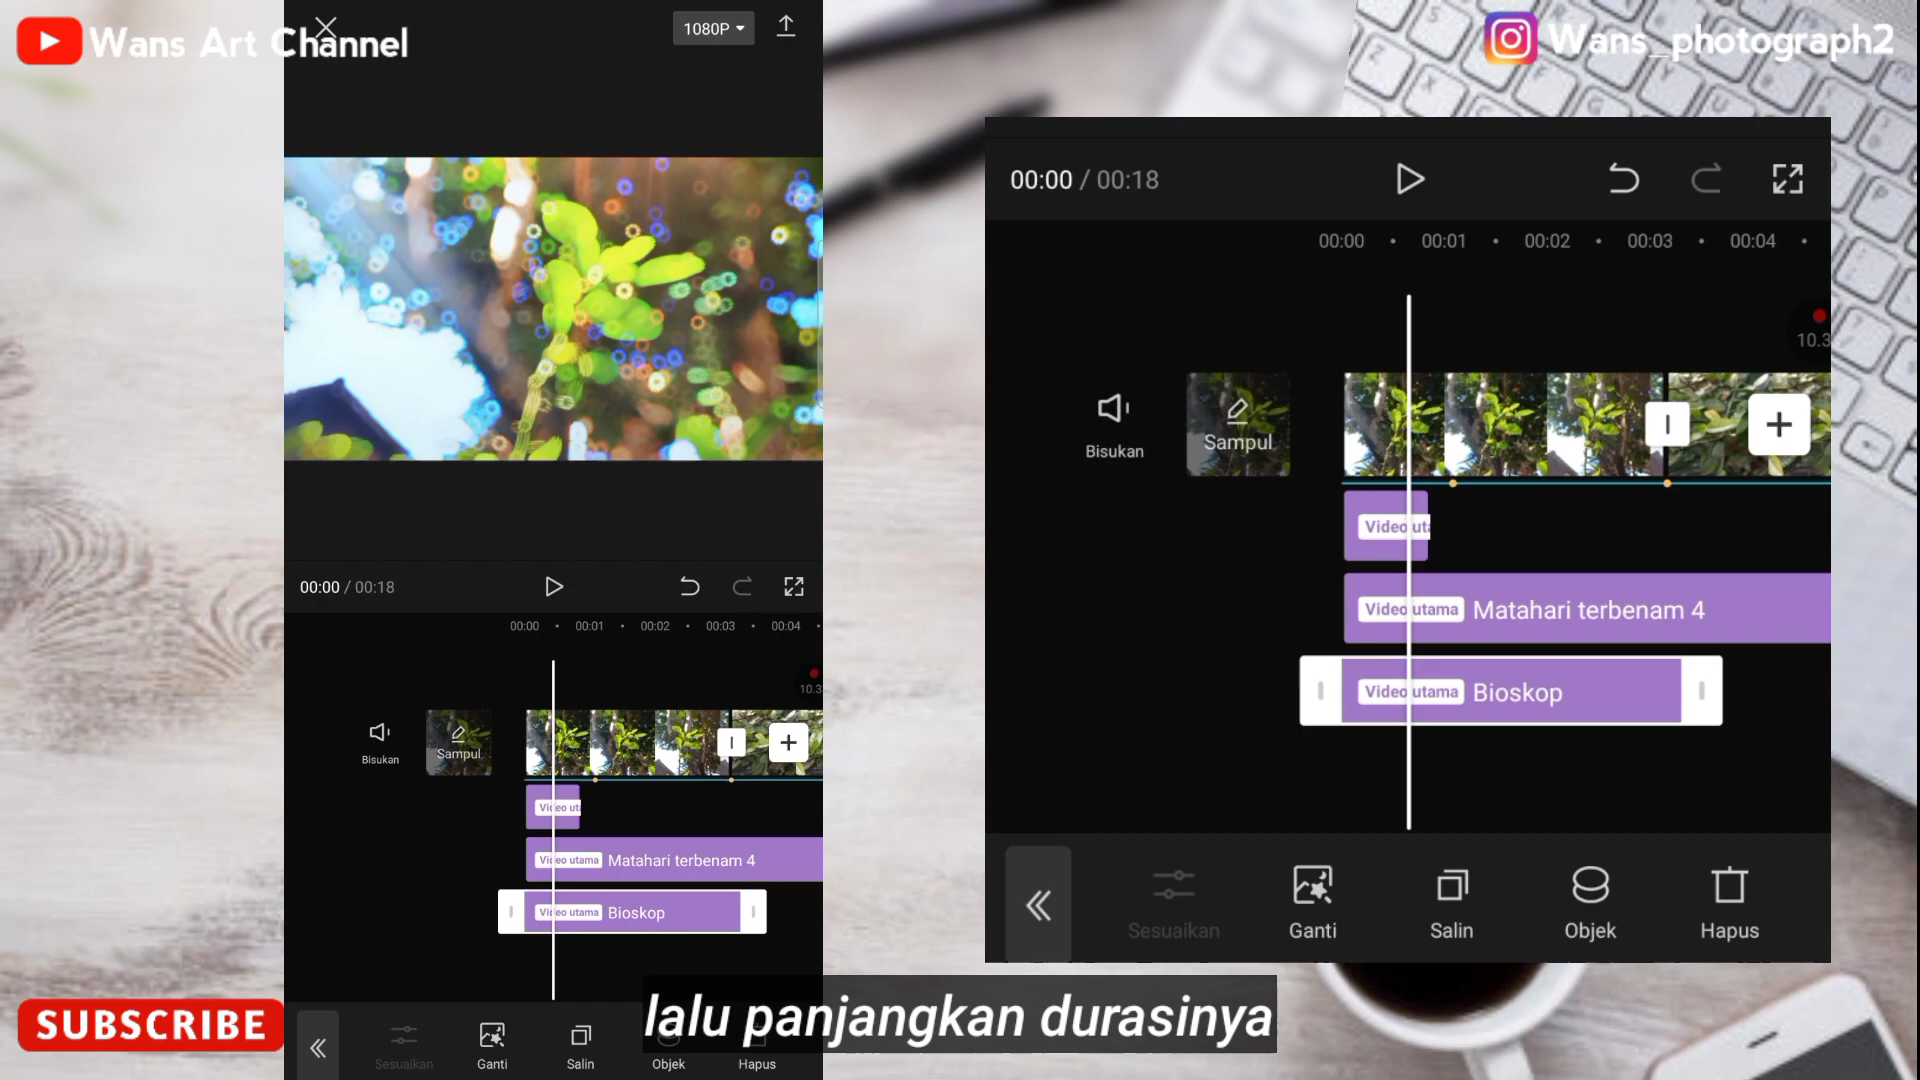 Wans Art Channel
1080P
Wans_photograph2
00:00 / 00:18
00:00 00:01 00:02 00:03 00:04
10.3
Bisukan
Sampul
Video uta
Video utama Matahari terbenam 4
Video utama Bioskop
Sesuaikan
Ganti
Salin
Objek
Hapus
00:00 / 00:18
00:00 00:01 00:02 00:03 00:04
10.3
Bisukan
Sampul
Video uta
Video utama Matahari terbenam 4
Video utama Bioskop
Sesuaikan
Ganti
Salin
Objek
Hapus
lalu panjangkan durasinya
SUBSCRIBE